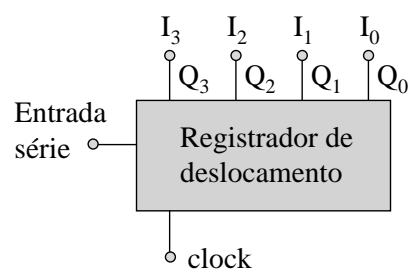 I3 I2 I1 I0
Q3 Q2 Q1 Q0
Entrada
série
Registrador de
deslocamento
clock